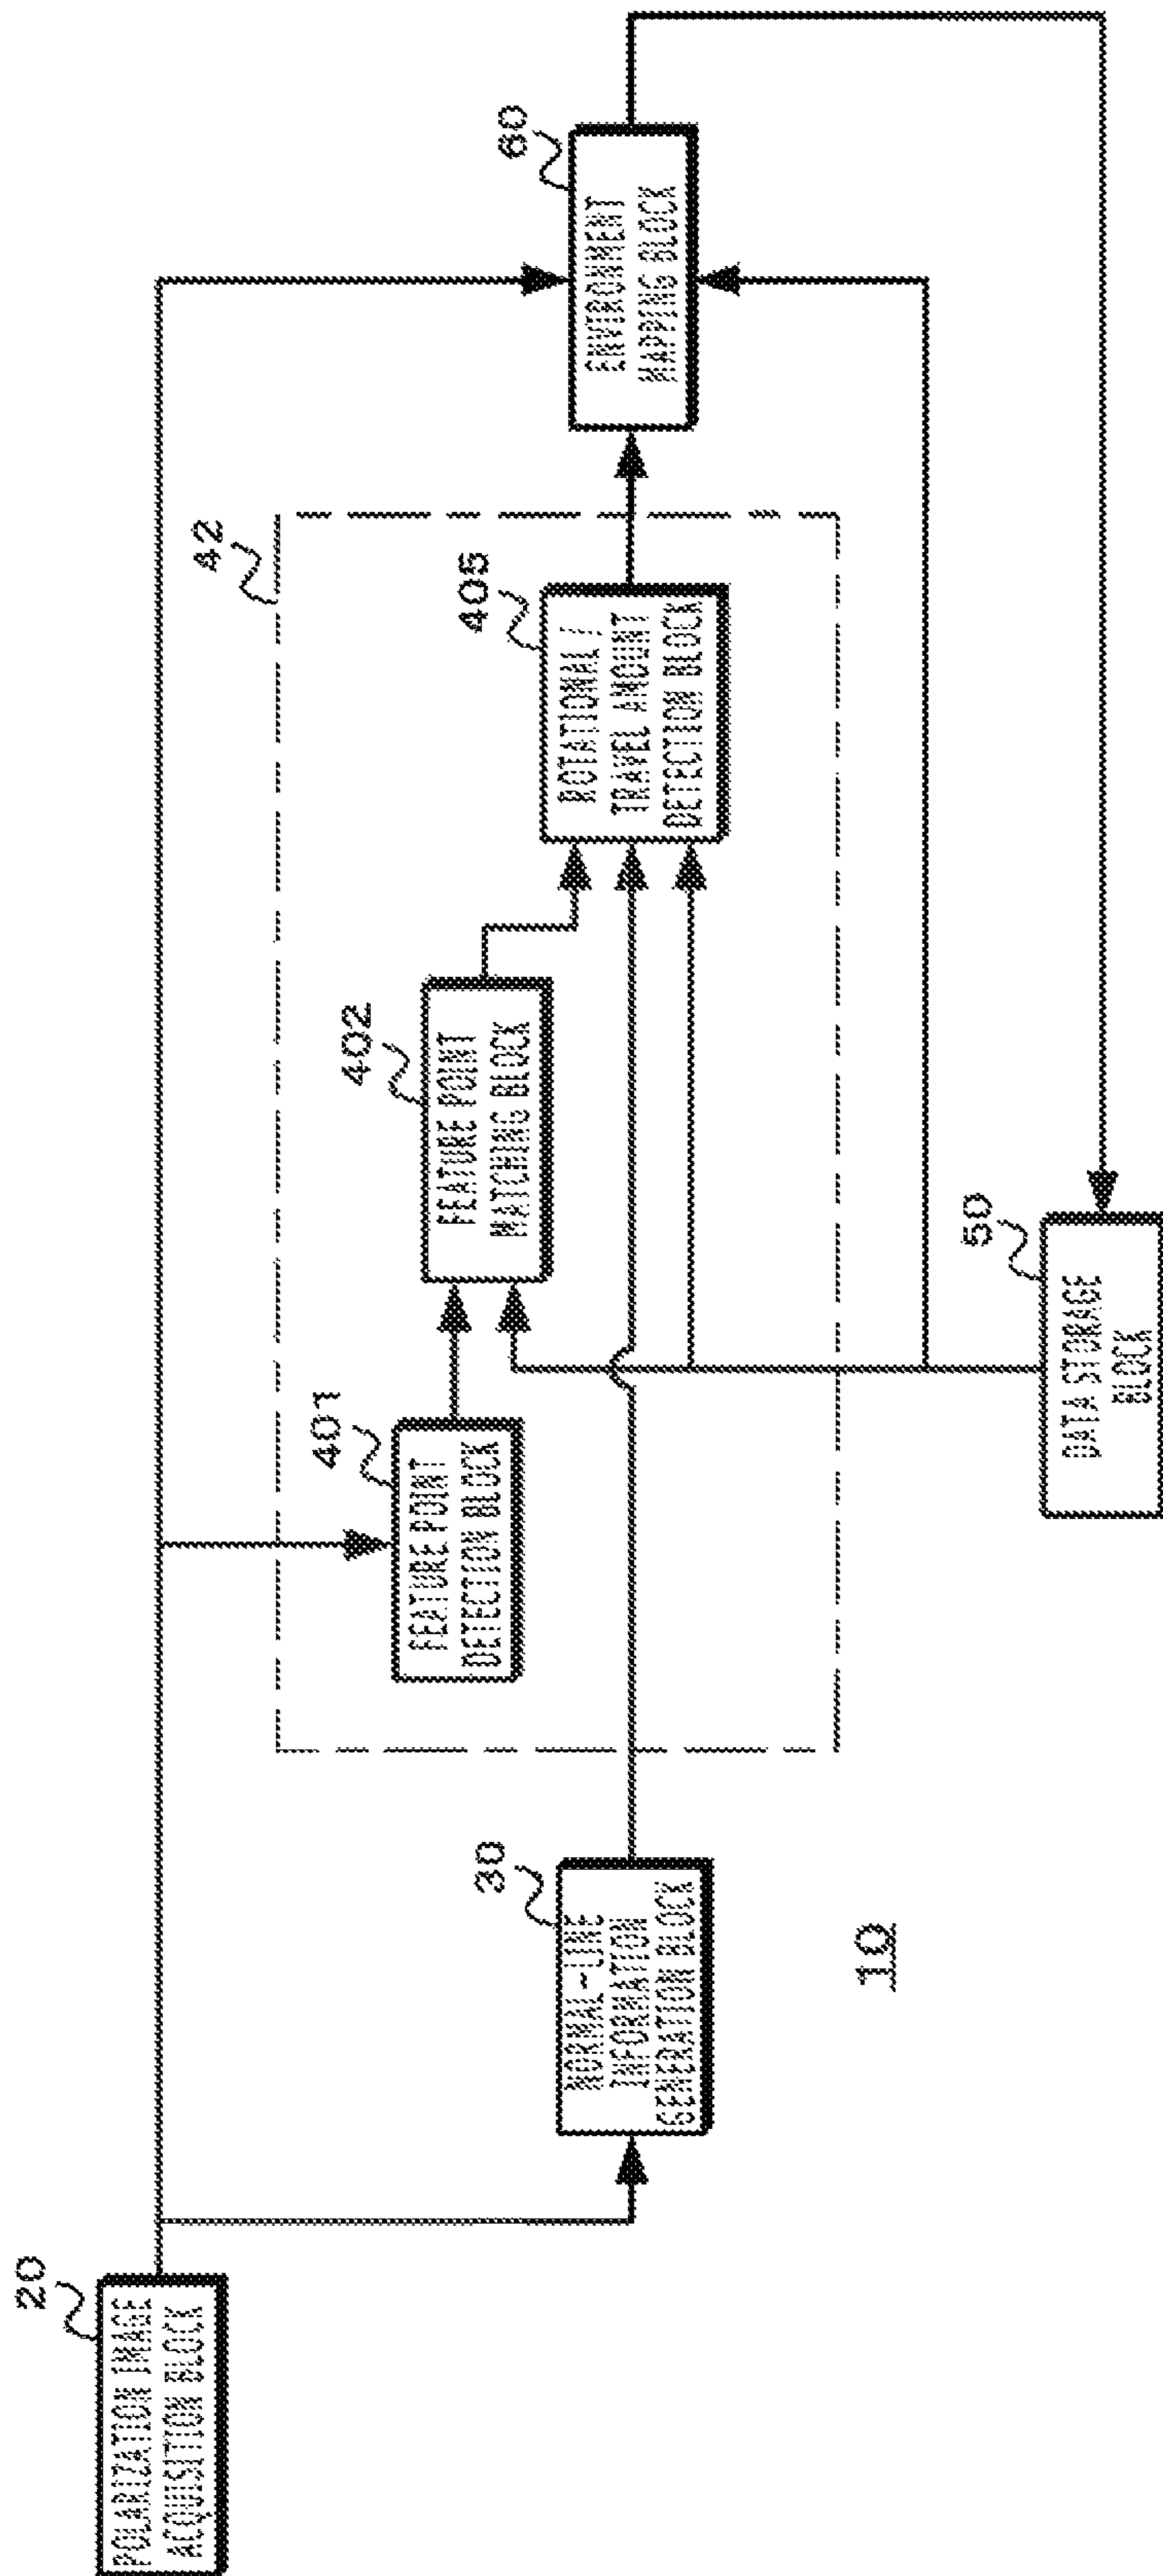 20
POLARIZATION IMAGE
ACQUISITION BLOCK
30
NORMAL-LINE
INFORMATION
GENERATION BLOCK
10
42
401
FEATURE POINT
DETECTION BLOCK
402
FEATURE POINT
MATCHING BLOCK
405
ROTATIONAL /
TRAVEL AMOUNT
DETECTION BLOCK
60
ENVIRONMENT
MAPPING BLOCK
50
DATA STORAGE
BLOCK